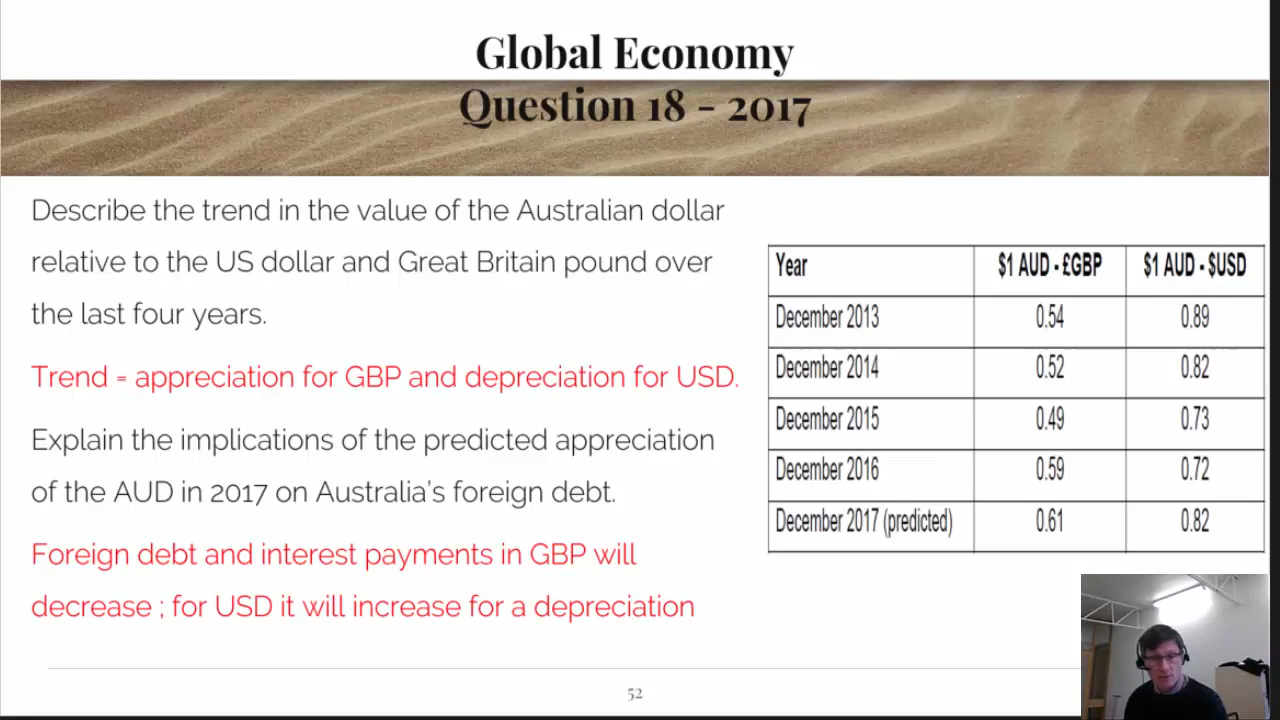 Global Economy
Question 18 - 2017
Describe the trend in the value of the Australian dollar
relative to the US dollar and Great Britain pound over
the last four years.
Trend = appreciation for GBP and depreciation for USD.
Explain the implications of the predicted appreciation
of the AUD in 2017 on Australia's foreign debt.
Foreign debt and interest payments in GBP will
decrease ; for USD it will increase for a depreciation
Year $1 AUD - £GBP $1 AUD - $USD
December 2013 0.54 0.89
December 2014 0.52 0.82
December 2015 0.49 0.73
December 2016 0.59 0.72
December 2017 (predicted) 0.61 0.82
52